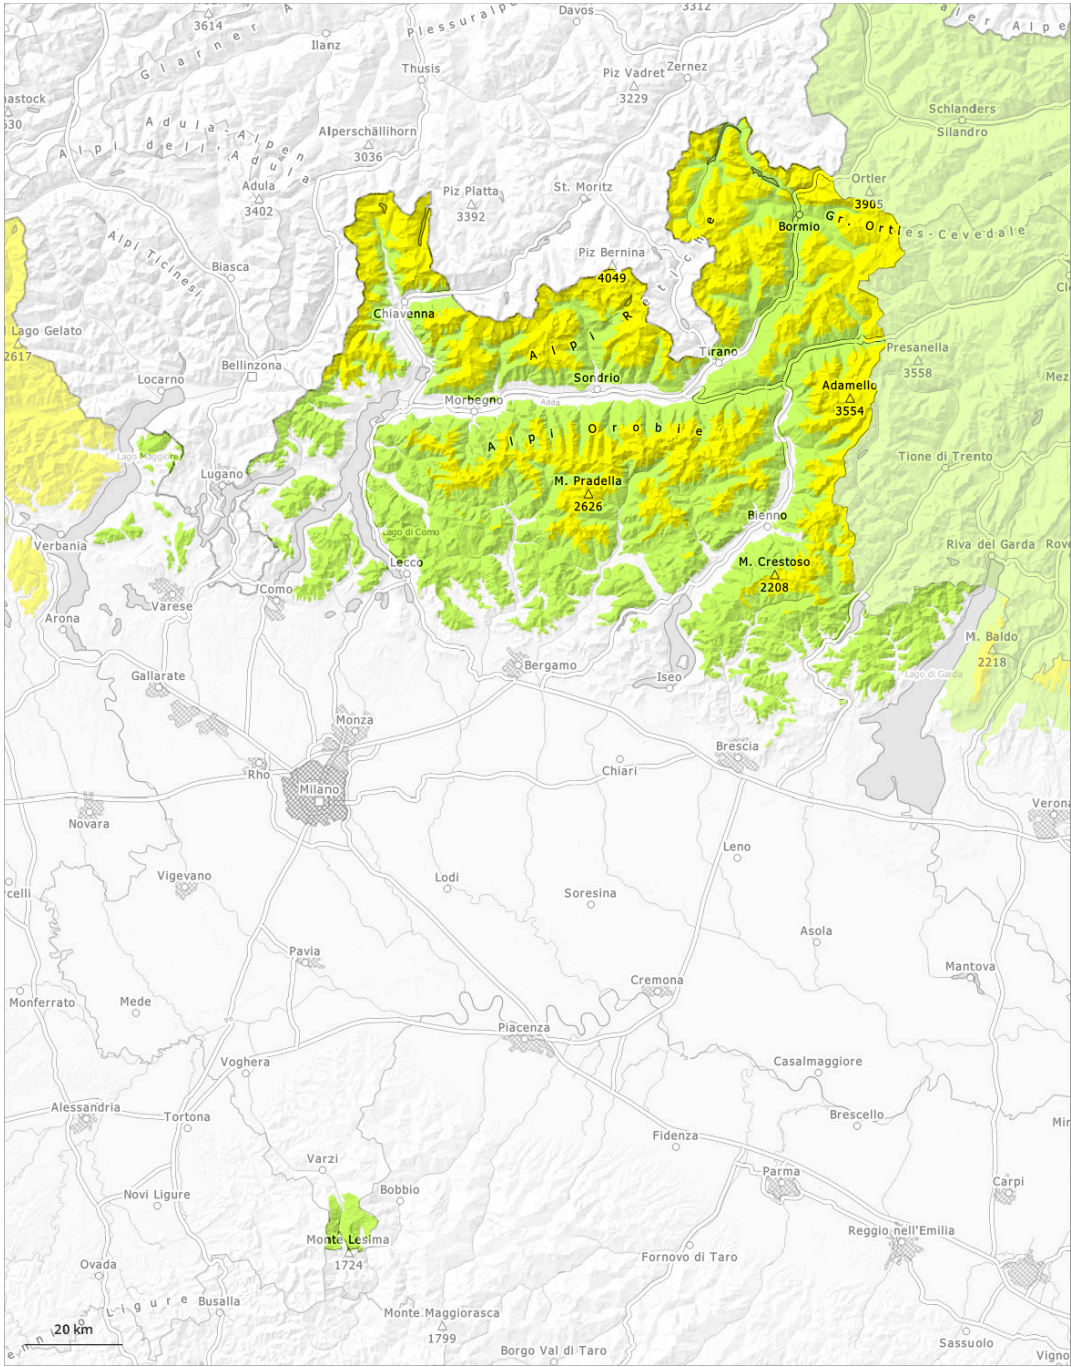 3614
Glarner
Plessuralpe
Davos
3312
Ilanz
Thusis
Zernez
Piz Vadret
3229
Schlanders
Silandro
Adula-Alpen
Alpi dell'Adula
Alperschällihorn
3036
Adula
3402
Piz Platta
3392
St. Moritz
Ortler
3905
Bormio
Gr. Ortles-Cevedale
Alpi Ticinesi
Biasca
Piz Bernina
4049
Chiavenna
Alpi Retiche
Lago Gelato
2617
Bellinzona
Locarno
Tirano
Presanella
3558
Sondrio
Adda
Morbegno
Adamello
3554
Alpi Orobie
Lago Maggiore
Lugano
Tione di Trento
M. Pradella
2626
Bienno
Lago di Como
Verbania
Riva del Garda
Lecco
M. Crestoso
2208
Como
Varese
Arona
M. Baldo
2218
Bergamo
Iseo
Lago di Garda
Gallarate
Monza
Brescia
Rho
Chiari
Milano
Novara
Verona
Leno
Vigevano
Lodi
Soresina
Asola
Pavia
Mantova
Cremona
Monferrato
Mede
Po
Piacenza
Po
Voghera
Casalmaggiore
Alessandria
Tortona
Brescello
Fidenza
Varzi
Parma
Bobbio
Carpi
Novi Ligure
Reggio nell'Emilia
Monte Lesima
1724
Fornovo di Taro
Ovada
Ligure
Busalla
Monte Maggiorasca
1799
20 km
Sassuolo
Borgo Val di Taro